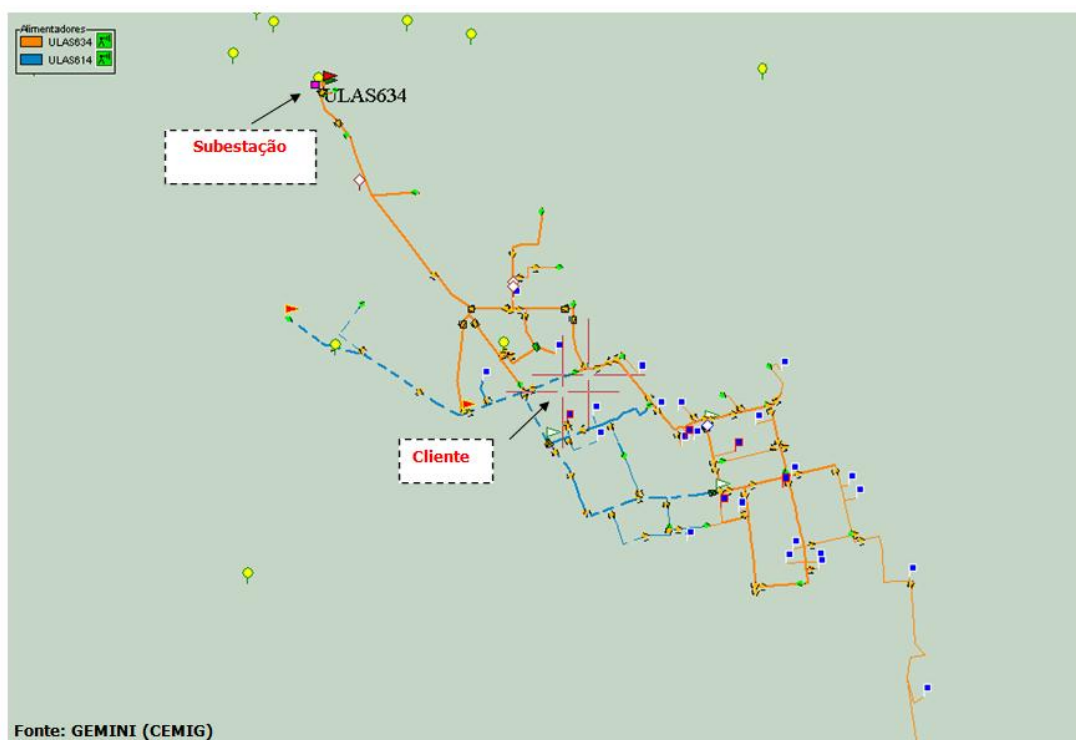 Alimentadores
ULAS634
ULAS614
ULAS634
Subestação
Cliente
Fonte: GEMINI (CEMIG)